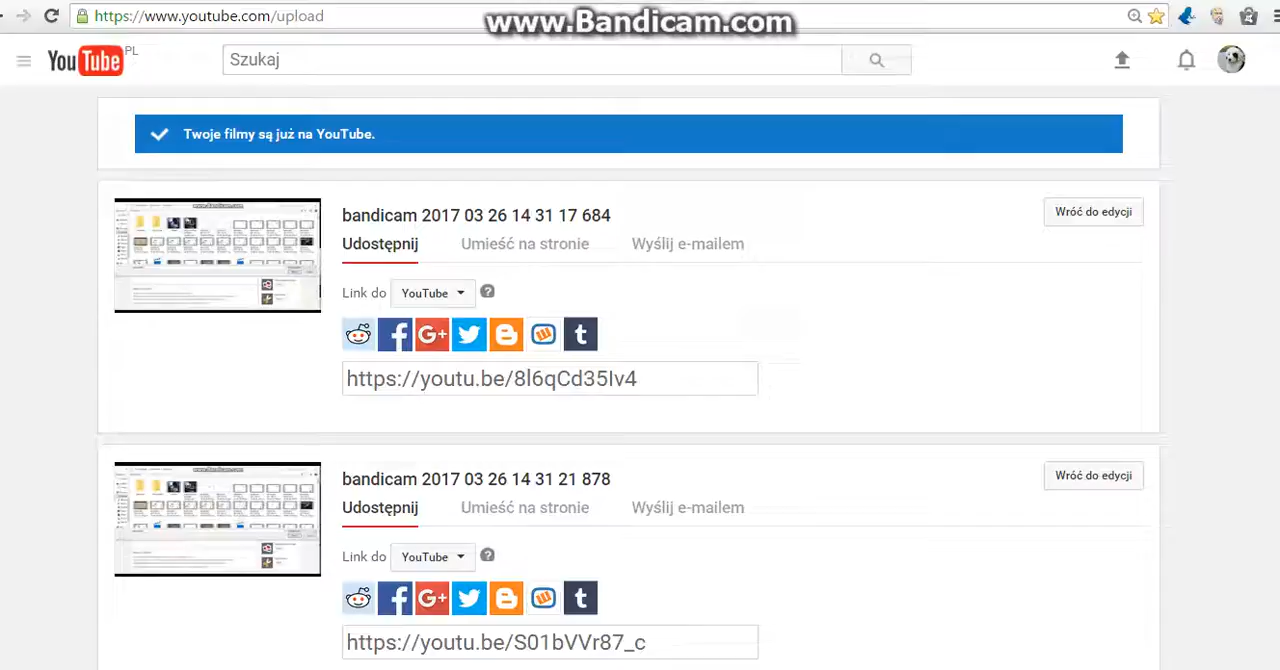 https://www.youtube.com/upload
www.Bandicam.com
YouTube PL
Szukaj
Twoje filmy są już na YouTube.
bandicam 2017 03 26 14 31 17 684
Wróć do edycji
Udostępnij Umieść na stronie Wyślij e-mailem
Link do YouTube ?
https://youtu.be/8l6qCd35Iv4
bandicam 2017 03 26 14 31 21 878
Wróć do edycji
Udostępnij Umieść na stronie Wyślij e-mailem
Link do YouTube ?
https://youtu.be/S01bVVr87_c